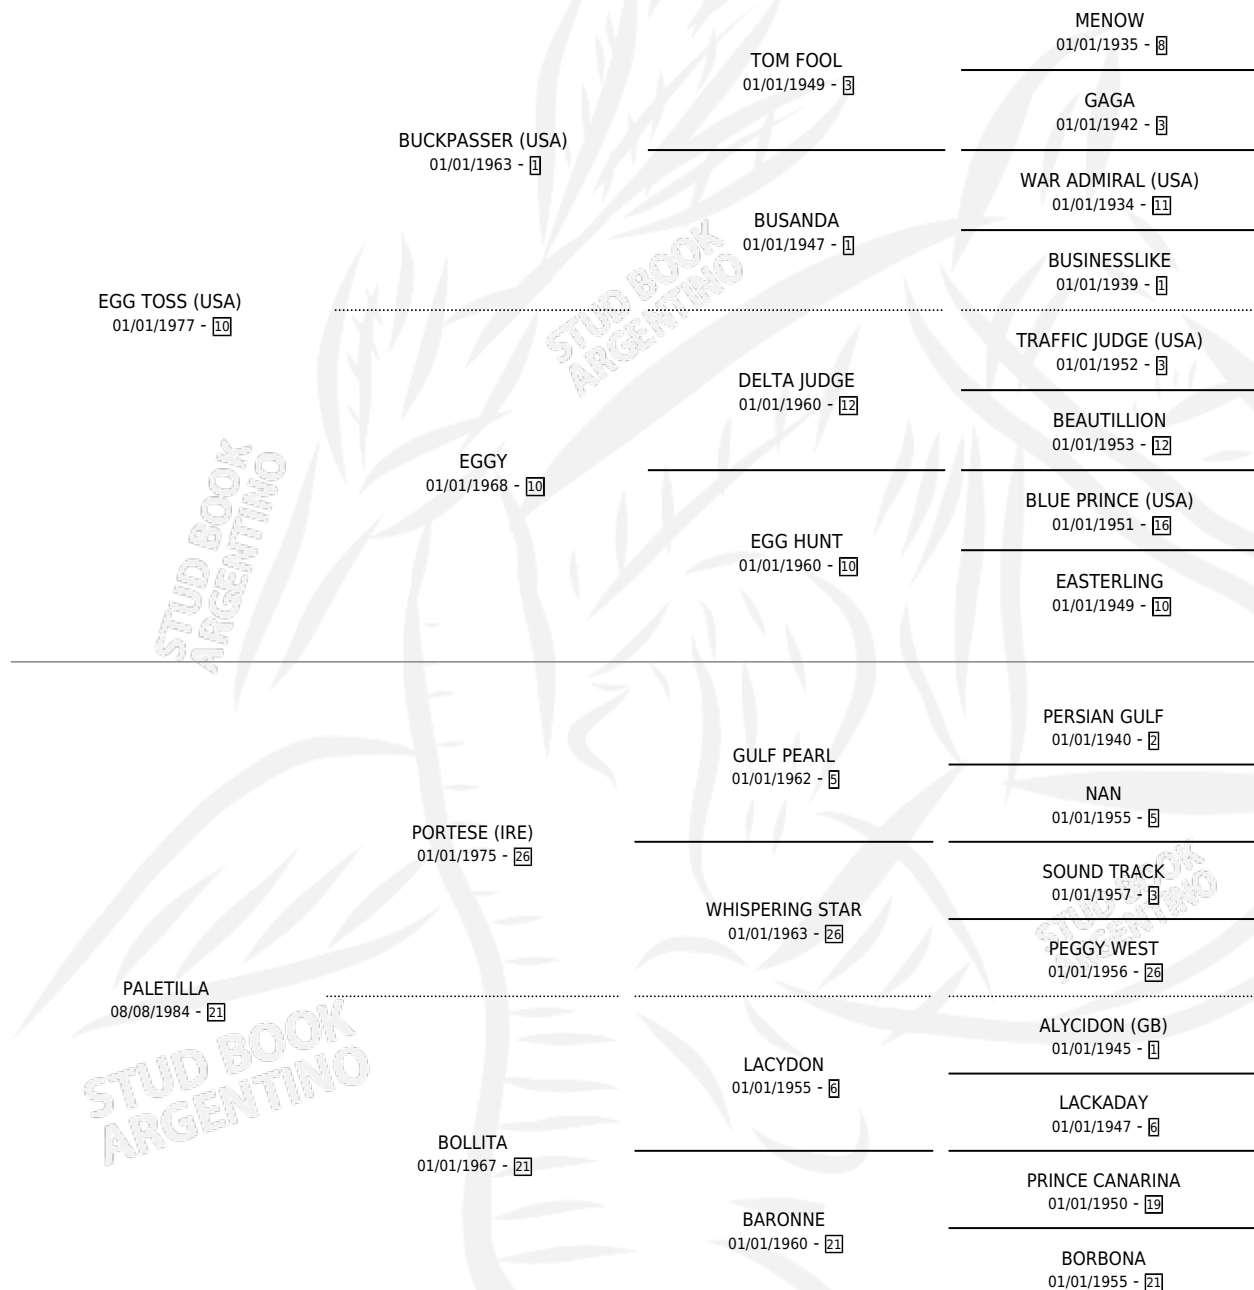 MENOW
01/01/1935 - 8
TOM FOOL
01/01/1949 - 3
GAGA
01/01/1942 - 3
BUCKPASSER (USA)
01/01/1963 - 1
WAR ADMIRAL (USA)
01/01/1934 - 11
BUSANDA
01/01/1947 - 1
BUSINESSLIKE
01/01/1939 - 1
EGG TOSS (USA)
01/01/1977 - 10
TRAFFIC JUDGE (USA)
01/01/1952 - 3
DELTA JUDGE
01/01/1960 - 12
BEAUTILLION
01/01/1953 - 12
EGGY
01/01/1968 - 10
BLUE PRINCE (USA)
01/01/1951 - 16
EGG HUNT
01/01/1960 - 10
EASTERLING
01/01/1949 - 10
PERSIAN GULF
01/01/1940 - 2
GULF PEARL
01/01/1962 - 5
NAN
01/01/1955 - 5
PORTESE (IRE)
01/01/1975 - 26
SOUND TRACK
01/01/1957 - 3
WHISPERING STAR
01/01/1963 - 26
PEGGY WEST
01/01/1956 - 26
PALETILLA
08/08/1984 - 21
ALYCIDON (GB)
01/01/1945 - 1
LACYDON
01/01/1955 - 6
LACKADAY
01/01/1947 - 6
BOLLITA
01/01/1967 - 21
PRINCE CANARINA
01/01/1950 - 19
BARONNE
01/01/1960 - 21
BORBONA
01/01/1955 - 21
STUD BOOK
ARGENTINO
STUD BOOK
ARGENTINO
STUD BOOK
ARGENTINO
STUD BOOK
ARGENTINO